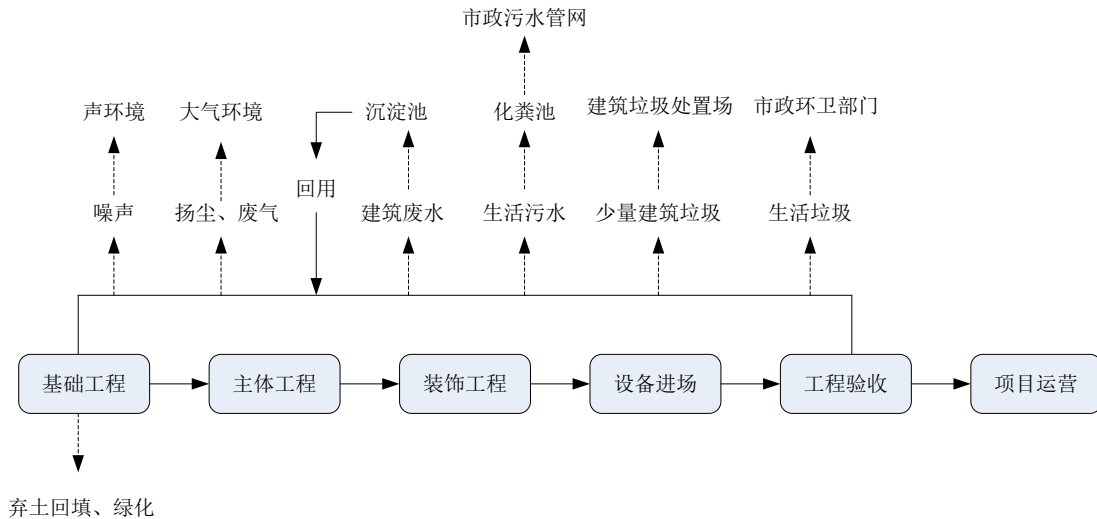 市政污水管网
声环境
大气环境
沉淀池
化粪池
建筑垃圾处置场
市政环卫部门
回用
噪声
扬尘、废气
建筑废水
生活污水
少量建筑垃圾
生活垃圾
基础工程
主体工程
装饰工程
设备进场
工程验收
项目运营
弃土回填、绿化